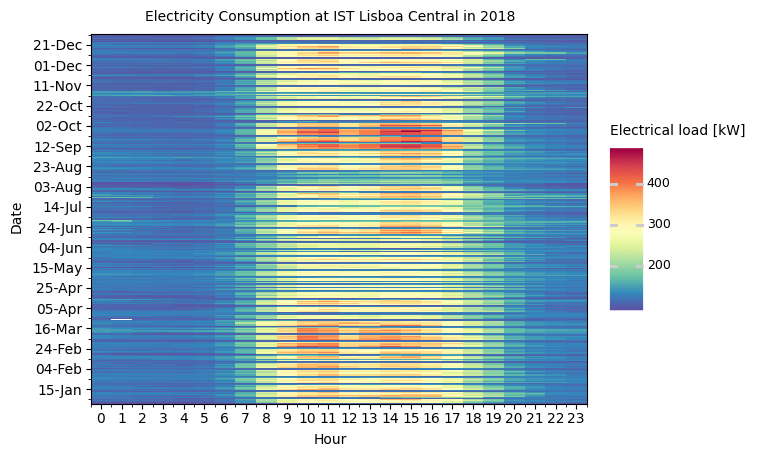 Electricity Consumption at IST Lisboa Central in 2018
21-Dec
01-Dec
11-Nov
22-Oct
02-Oct
12-Sep
23-Aug
03-Aug
14-Jul
24-Jun
04-Jun
15-May
25-Apr
05-Apr
16-Mar
24-Feb
04-Feb
15-Jan
Date
0 1 2 3 4 5 6 7 8 9 10 11 12 13 14 15 16 17 18 19 20 21 22 23
Hour
Electrical load [kW]
400
300
200